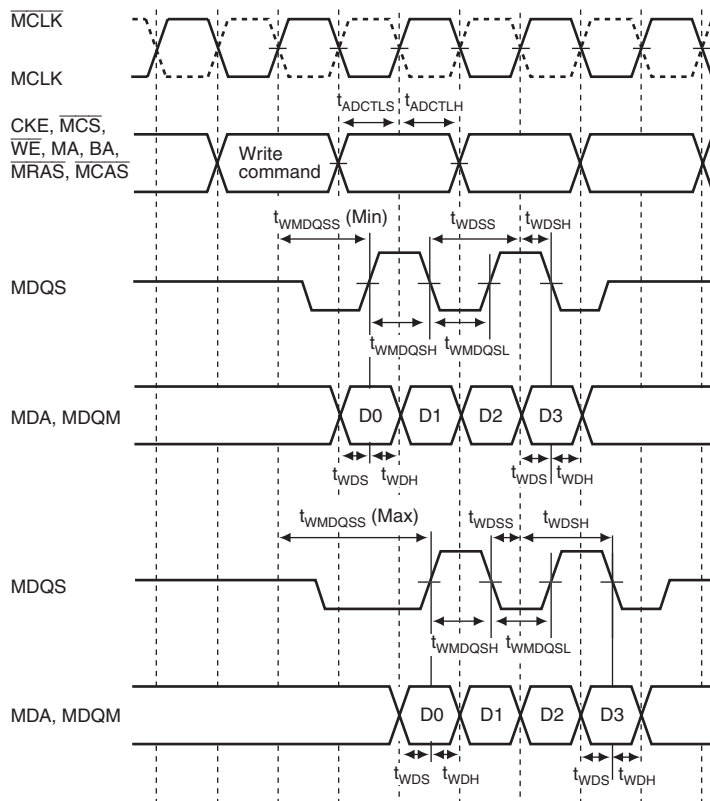 MCLK
MCLK
tADCTLS tADCTLH
CKE, MCS,
WE, MA, BA,
MRAS, MCAS
Write
command
tWMDQSS (Min)
tWDSS
tWDSH
MDQS
tWMDQSH
tWMDQSL
MDA, MDQM
D0
D1
D2
D3
tWDS
tWDH
tWDS
tWDH
tWMDQSS (Max)
tWDSS
tWDSH
MDQS
tWMDQSH
tWMDQSL
MDA, MDQM
D0
D1
D2
D3
tWDS
tWDH
tWDS
tWDH